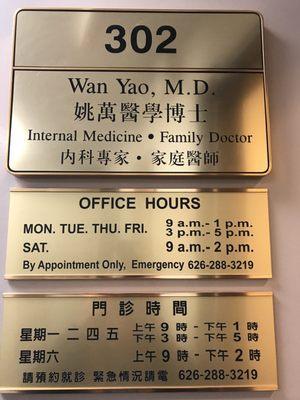 302
Wan Yao, M.D.
姚萬醫學博士
Internal Medicine • Family Doctor
內科專家 • 家庭醫師
OFFICE HOURS
MON. TUE. THU. FRI. 9 a.m.- 1 p.m.
3 p.m.- 5 p.m.
SAT. 9 a.m.- 2 p.m.
By Appointment Only, Emergency 626-288-3219
門診時間
星期一二四五 上午9時 - 下午1時
下午3時 - 下午5時
星期六 上午9時 - 下午2時
請預約就診 緊急情況請電 626-288-3219